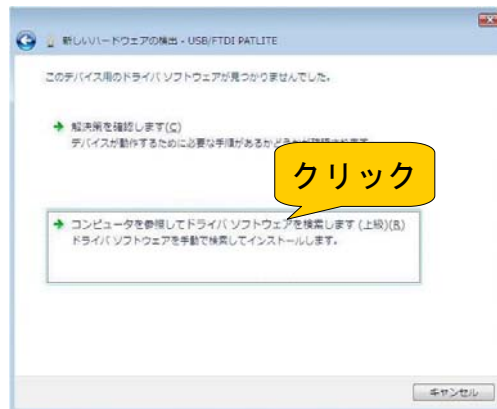 新しいハードウェアの検出 - USB/FTDI PATLITE
このデバイス用のドライバ ソフトウェアが見つかりませんでした。
解決策を確認します(C)
デバイスが動作するために必要な手順があるかどうかが確認されます
クリック
コンピュータを参照してドライバ ソフトウェアを検索します (上級)(R)
ドライバ ソフトウェアを手動で検索してインストールします。
キャンセル